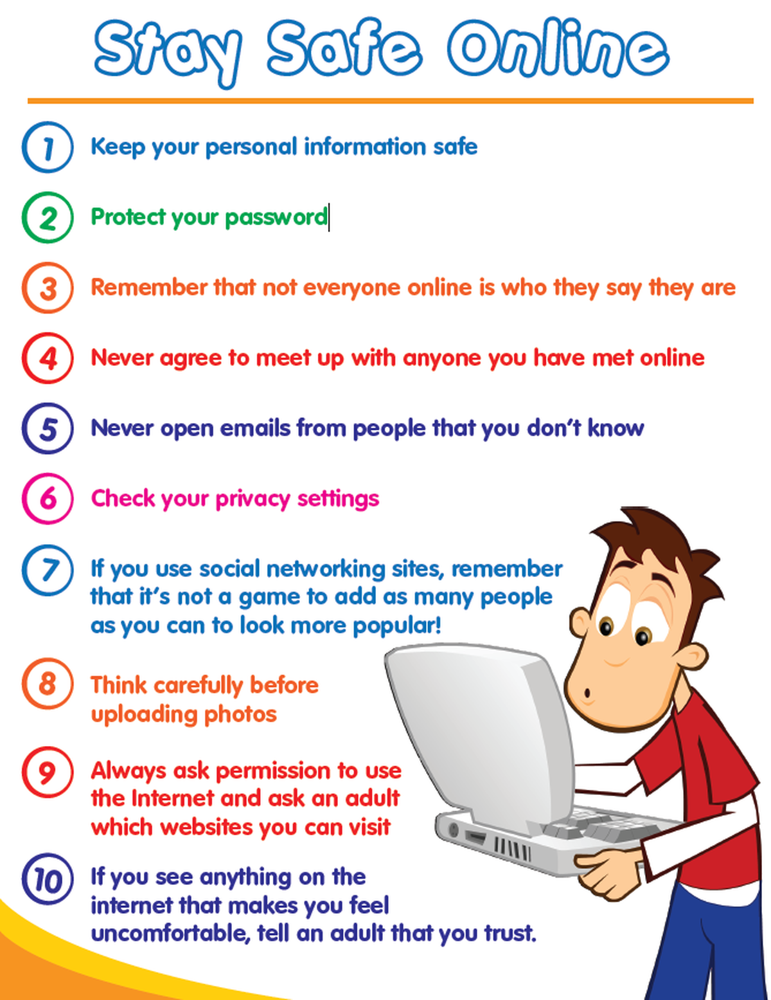 Stay Safe Online
1 Keep your personal information safe
2 Protect your password
3 Remember that not everyone online is who they say they are
4 Never agree to meet up with anyone you have met online
5 Never open emails from people that you don't know
6 Check your privacy settings
7 If you use social networking sites, remember
that it's not a game to add as many people
as you can to look more popular!
8 Think carefully before
uploading photos
9 Always ask permission to use
the Internet and ask an adult
which websites you can visit
10 If you see anything on the
internet that makes you feel
uncomfortable, tell an adult that you trust.